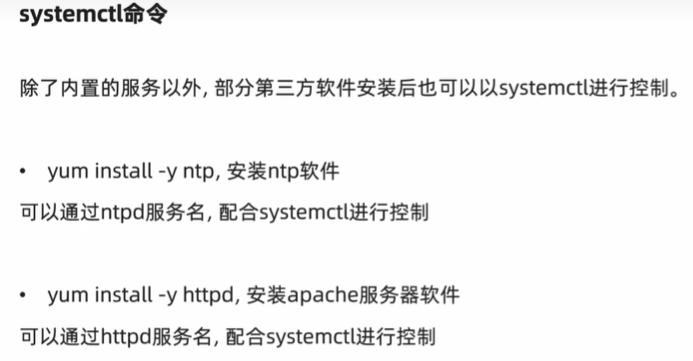 systemctl命令
除了内置的服务以外, 部分第三方软件安装后也可以以systemctl进行控制。
• yum install -y ntp, 安装ntp软件
可以通过ntpd服务名, 配合systemctl进行控制
• yum install -y httpd, 安装apache服务器软件
可以通过httpd服务名, 配合systemctl进行控制